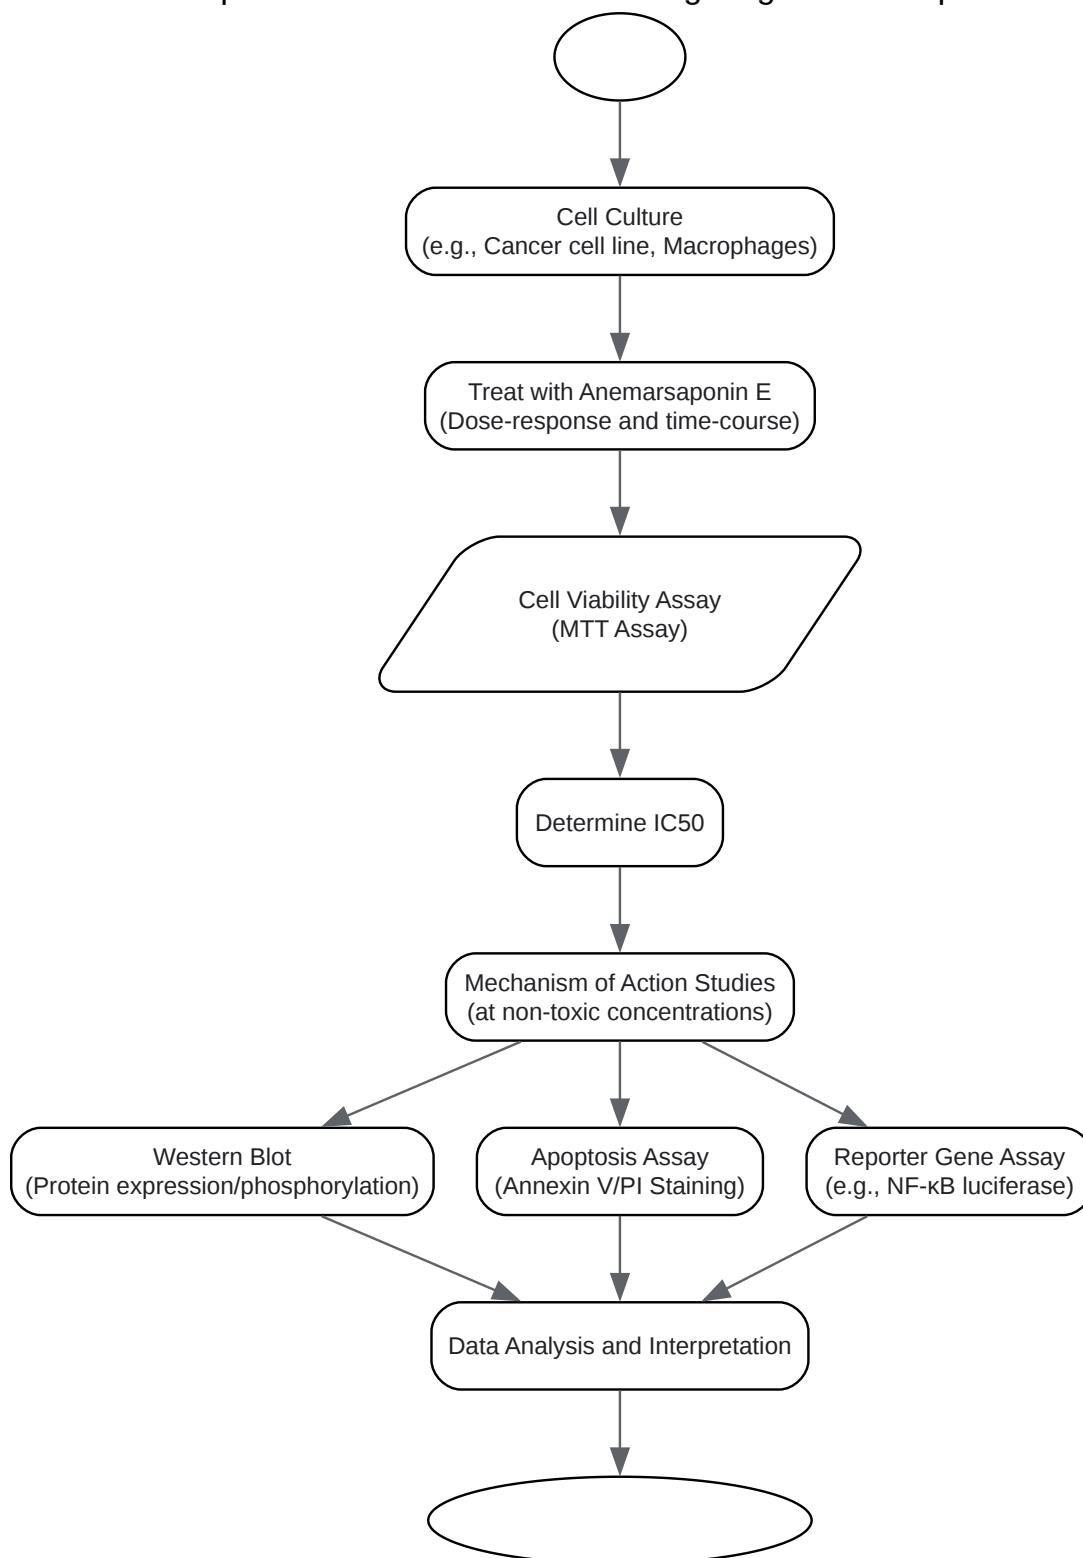 Cell Culture
(e.g., Cancer cell line, Macrophages)
Treat with Anemarsaponin E
(Dose-response and time-course)
Cell Viability Assay
(MTT Assay)
Determine IC50
Mechanism of Action Studies
(at non-toxic concentrations)
Western Blot
(Protein expression/phosphorylation)
Apoptosis Assay
(Annexin V/PI Staining)
Reporter Gene Assay
(e.g., NF-κB luciferase)
Data Analysis and Interpretation